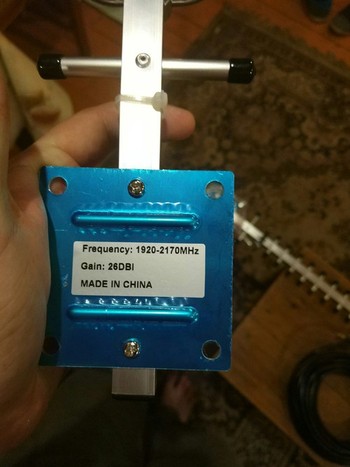 Frequency: 1920-2170MHz
Gain: 26DBI
MADE IN CHINA